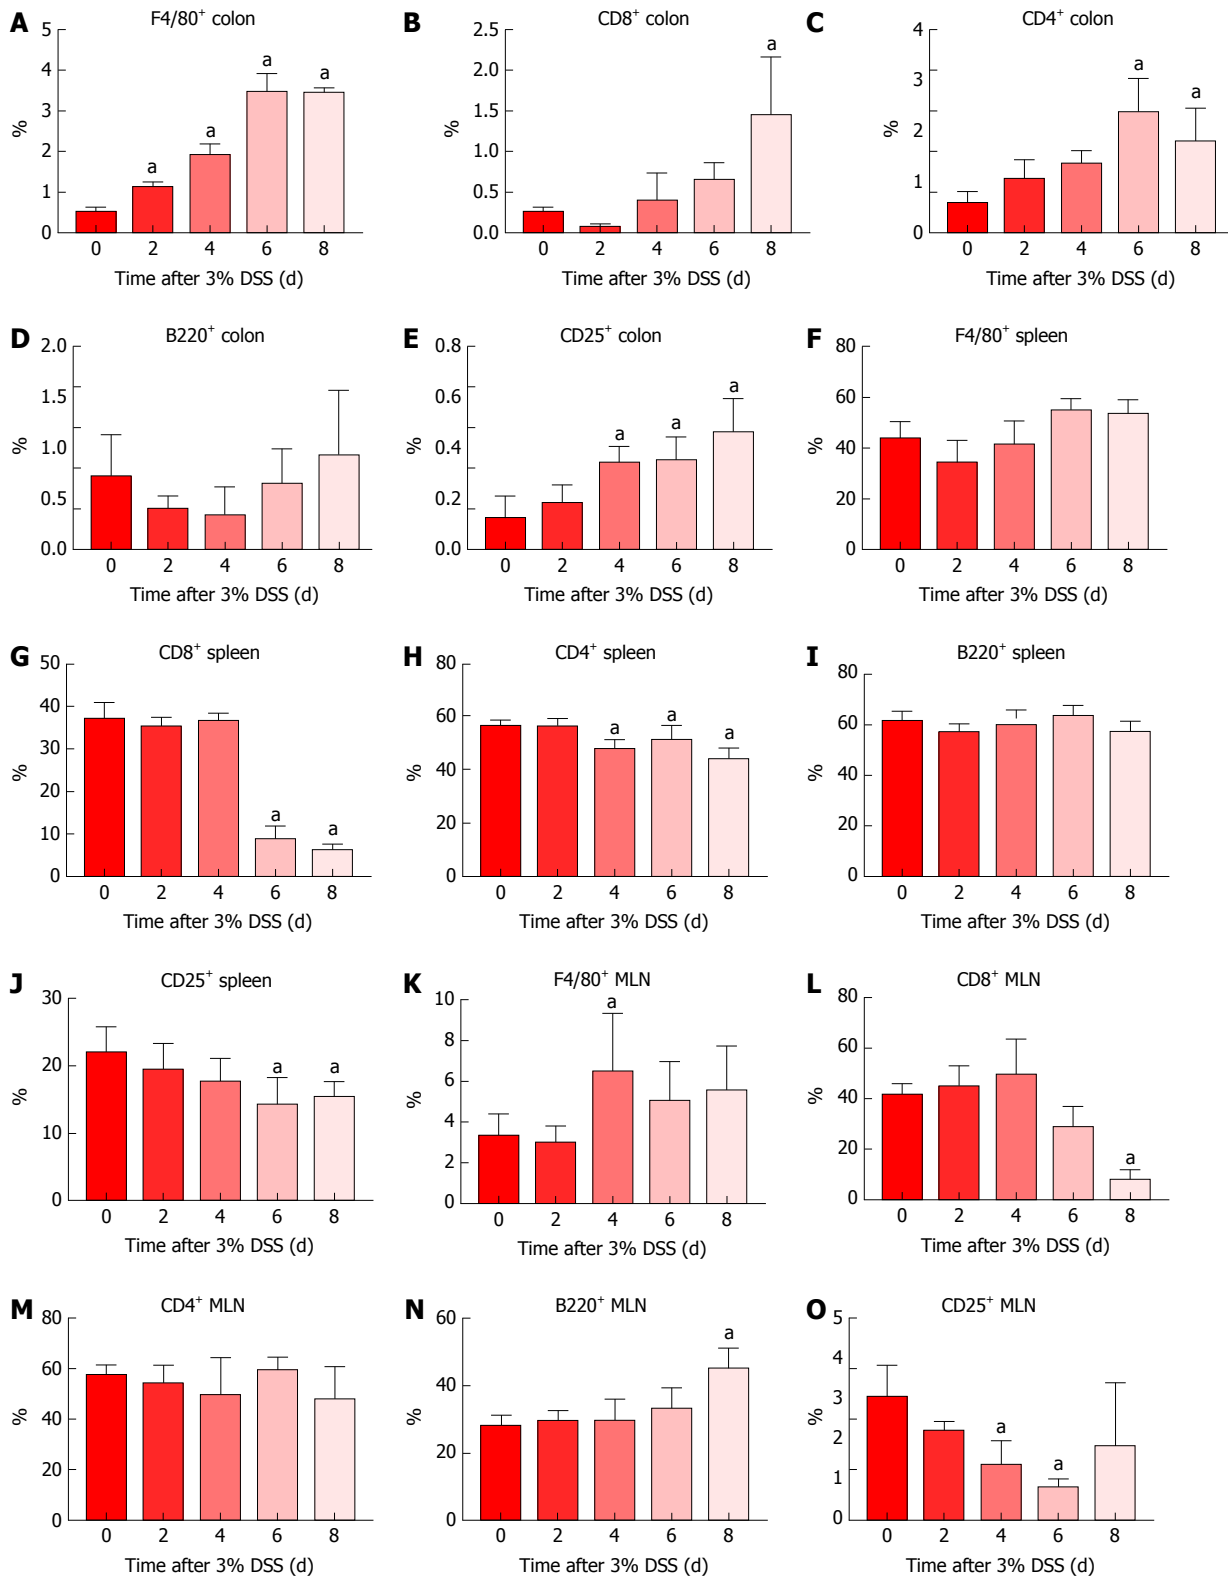 A F4/80⁺ colon
5
4
3
2
1
0
%
a a a a
0 2 4 6 8
Time after 3% DSS (d)
B CD8⁺ colon
2.5
2.0
1.5
1.0
0.5
0.0
%
a
0 2 4 6 8
Time after 3% DSS (d)
C CD4⁺ colon
4
3
2
2
1
1
%
a a
0 2 4 6 8
Time after 3% DSS (d)
D B220⁺ colon
2.0
1.5
1.0
0.5
0.0
%
0 2 4 6 8
Time after 3% DSS (d)
E CD25⁺ colon
0.8
0.6
0.4
0.2
0.0
%
a a a
0 2 4 6 8
Time after 3% DSS (d)
F F4/80⁺ spleen
80
60
40
20
0
%
0 2 4 6 8
Time after 3% DSS (d)
G CD8⁺ spleen
50
40
30
20
10
0
%
a a
0 2 4 6 8
Time after 3% DSS (d)
H CD4⁺ spleen
80
60
40
20
0
%
a a a
0 2 4 6 8
Time after 3% DSS (d)
I B220⁺ spleen
80
60
40
20
0
%
0 2 4 6 8
Time after 3% DSS (d)
J CD25⁺ spleen
30
20
10
0
%
a a
0 2 4 6 8
Time after 3% DSS (d)
K F4/80⁺ MLN
10
8
6
4
2
0
%
a
0 2 4 6 8
Time after 3% DSS (d)
L CD8⁺ MLN
80
60
40
20
0
%
a
0 2 4 6 8
Time after 3% DSS (d)
M CD4⁺ MLN
80
60
40
20
0
%
0 2 4 6 8
Time after 3% DSS (d)
N B220⁺ MLN
60
40
20
0
%
a
0 2 4 6 8
Time after 3% DSS (d)
O CD25⁺ MLN
5
4
3
2
1
0
%
a a
0 2 4 6 8
Time after 3% DSS (d)